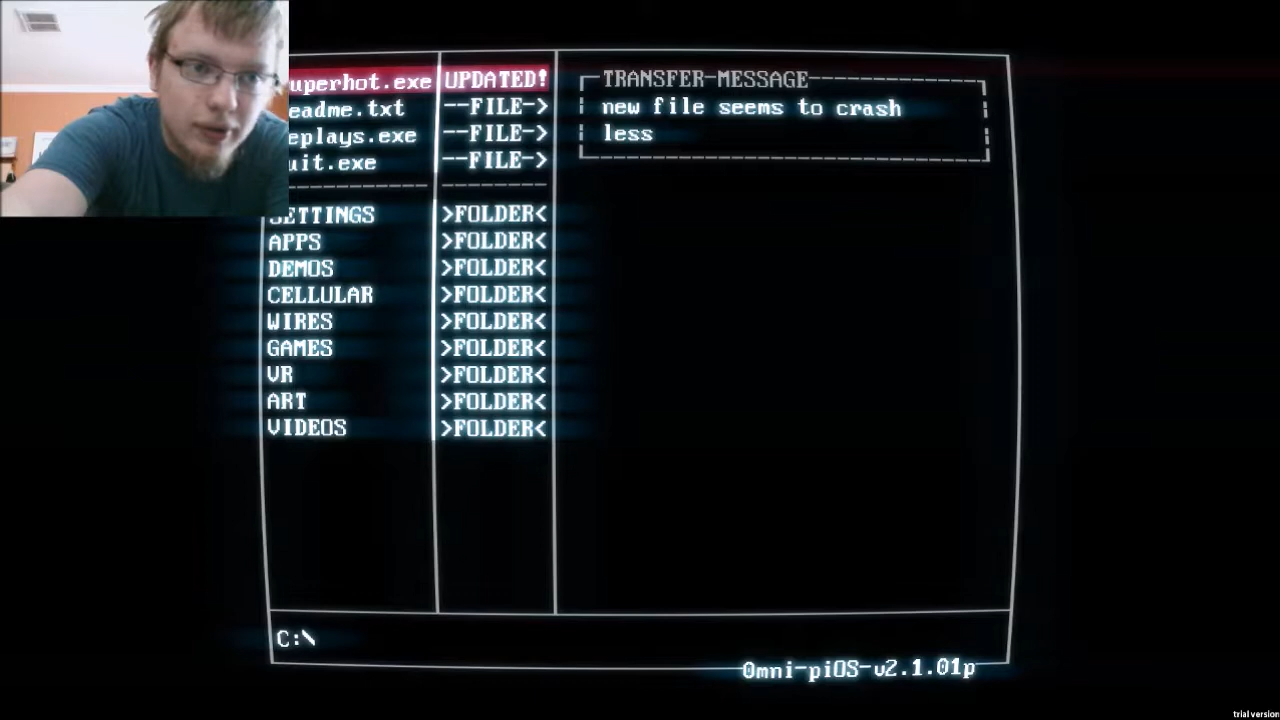 uperhot.exe UPDATED!
eadme.txt --FILE->
eplays.exe --FILE->
uit.exe --FILE->
SETTINGS >FOLDER<
APPS >FOLDER<
DEMOS >FOLDER<
CELLULAR >FOLDER<
WIRES >FOLDER<
GAMES >FOLDER<
VR >FOLDER<
ART >FOLDER<
VIDEOS >FOLDER<
TRANSFER-MESSAGE
new file seems to crash
less
C:\
Omni-piOS-v2.1.01p
trial version